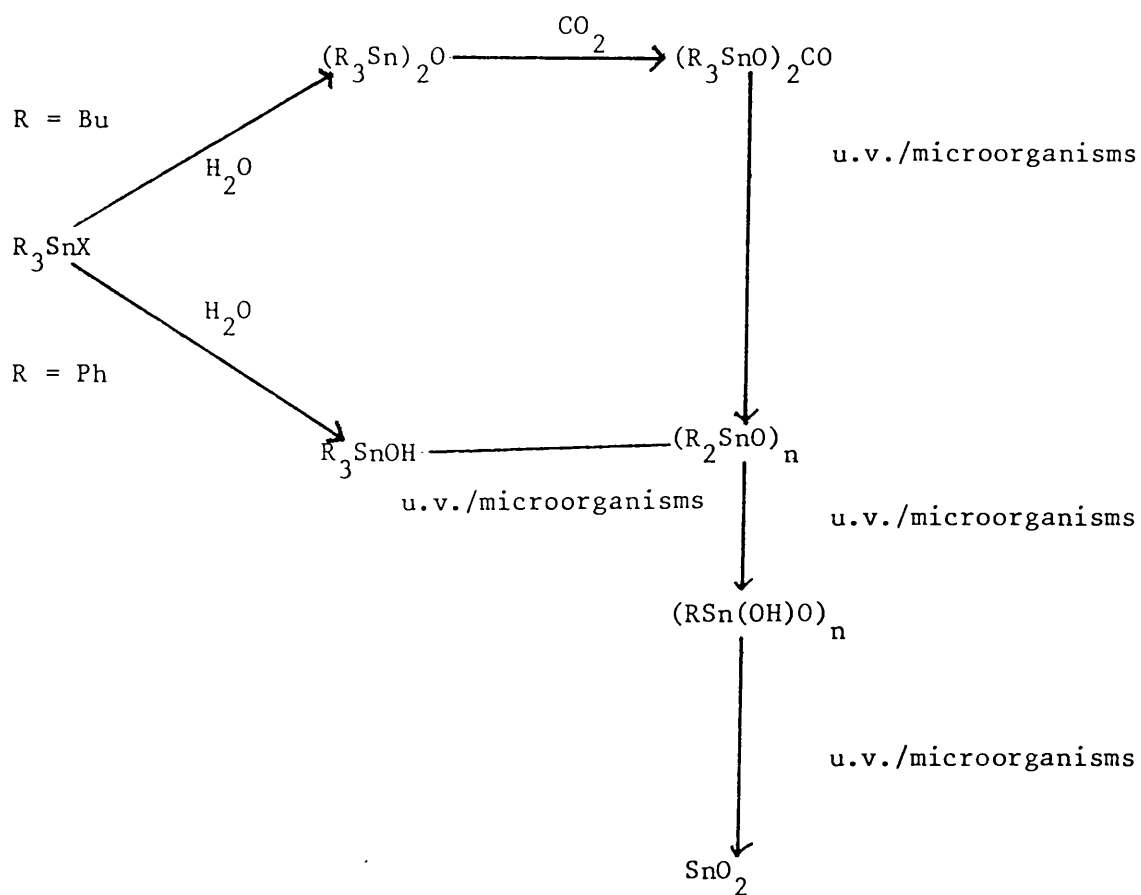 CO₂
(R₃Sn)₂O
(R₃SnO)₂CO
R = Bu
u.v./microorganisms
H₂O
R₃SnX
H₂O
R = Ph
R₃SnOH
(R₂SnO)ₙ
u.v./microorganisms
u.v./microorganisms
(RSn(OH)O)ₙ
u.v./microorganisms
SnO₂